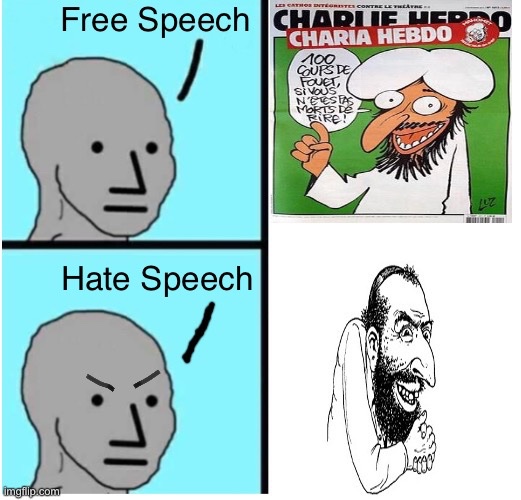 Free Speech
LES CATHOS INTÉGRISTES CONTRE LE THÉÂTRE
CHARLIE HEBDO
CHARIA HEBDO
100
COUPS DE
FOUET,
SI VOUS
N'ÊTES PAS
MORTS DE
RIRE!
LUZ
Hate Speech
imgflip.com